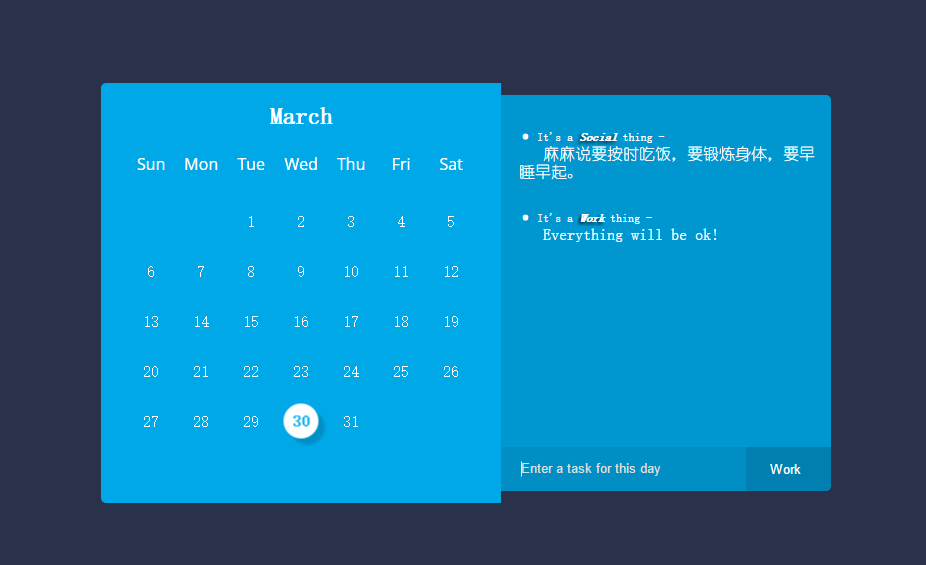 March
Sun Mon Tue Wed Thu Fri Sat
1 2 3 4 5
6 7 8 9 10 11 12
13 14 15 16 17 18 19
20 21 22 23 24 25 26
27 28 29 30 31
It's a Social thing -
麻麻说要按时吃饭，要锻炼身体，要早
睡早起。
It's a Work thing -
Everything will be ok!
Enter a task for this day
Work